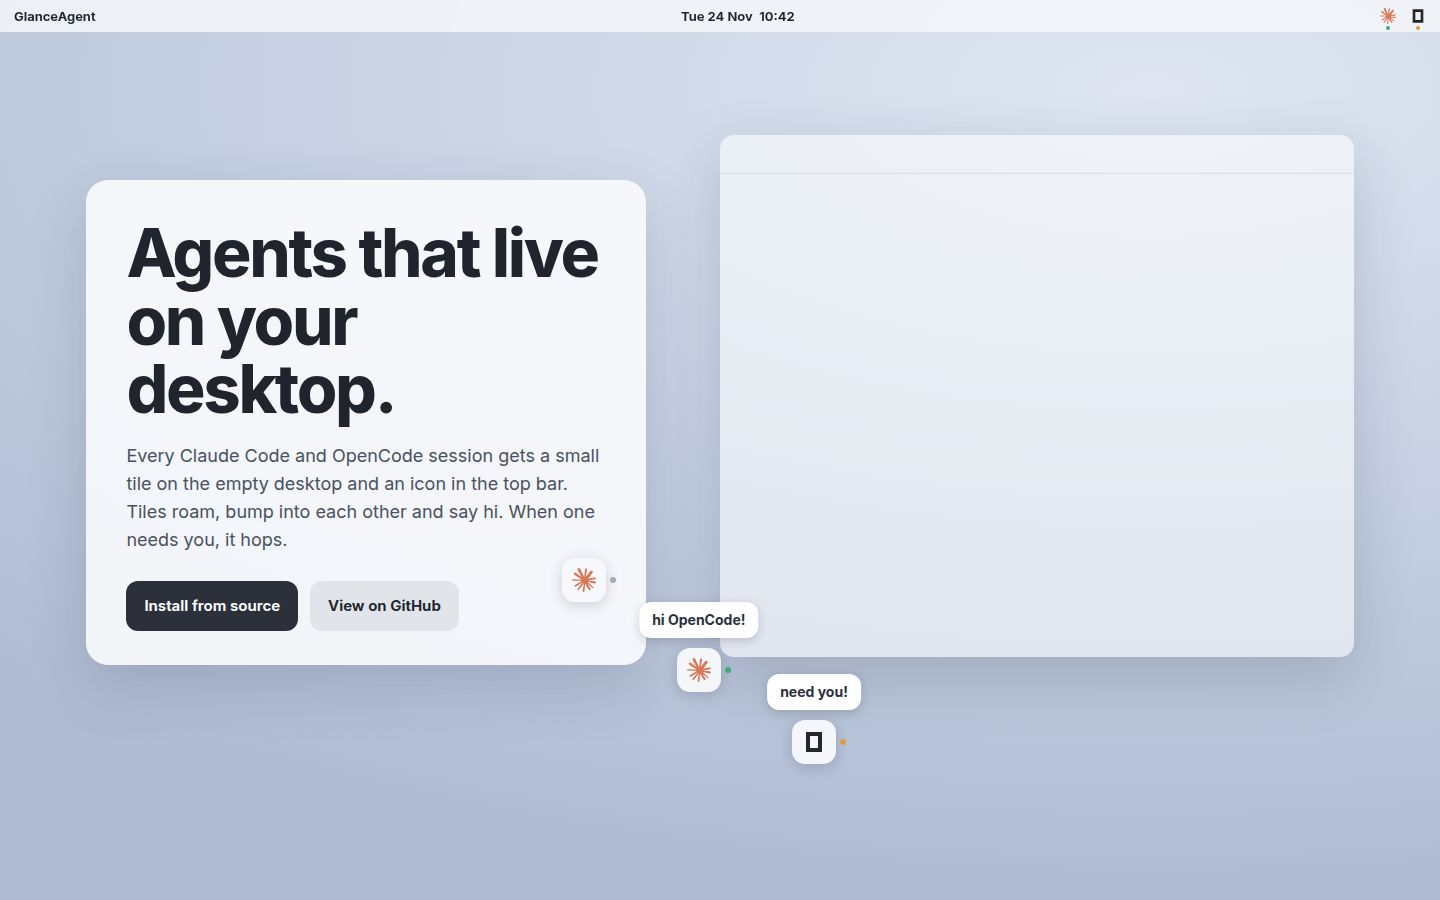 GlanceAgent
Tue 24 Nov 10:42
Agents that live
on your
desktop.
Every Claude Code and OpenCode session gets a small
tile on the empty desktop and an icon in the top bar.
Tiles roam, bump into each other and say hi. When one
needs you, it hops.
Install from source
View on GitHub
hi OpenCode!
need you!